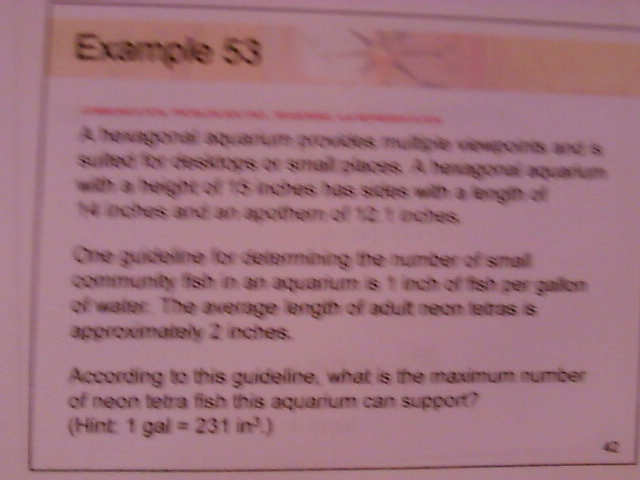 Example 53
A hexagonal aquarium provides multiple viewpoints and is
suited for desktops or small places. A hexagonal aquarium
with a height of 15 inches has sides with a length of
14 inches and an apothem of 12.1 inches.
One guideline for determining the number of small
community fish in an aquarium is 1 inch of fish per gallon
of water. The average length of adult neon tetras is
approximately 2 inches.
According to this guideline, what is the maximum number
of neon tetra fish this aquarium can support?
(Hint: 1 gal = 231 in³.)
42